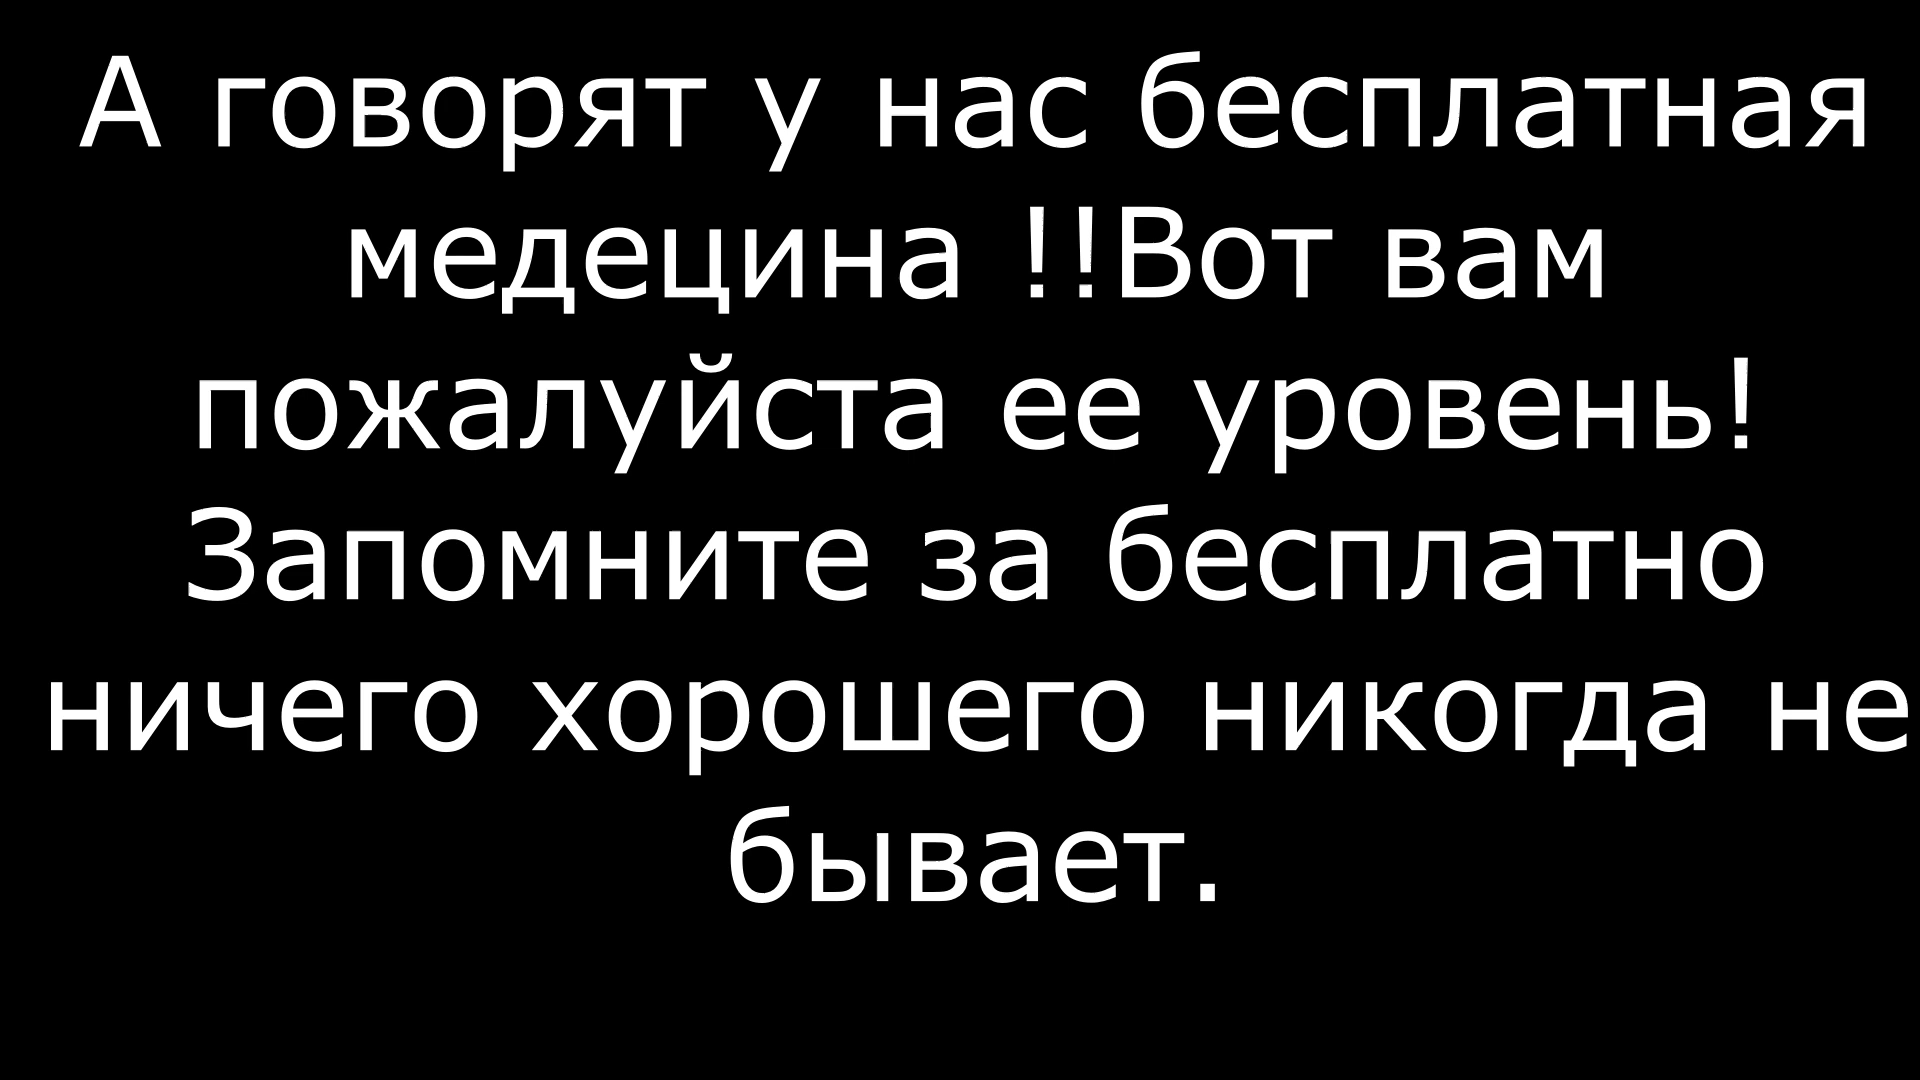 А говорят у нас бесплатная
медецина !!Вот вам
пожалуйста ее уровень!
Запомните за бесплатно
ничего хорошего никогда не
бывает.